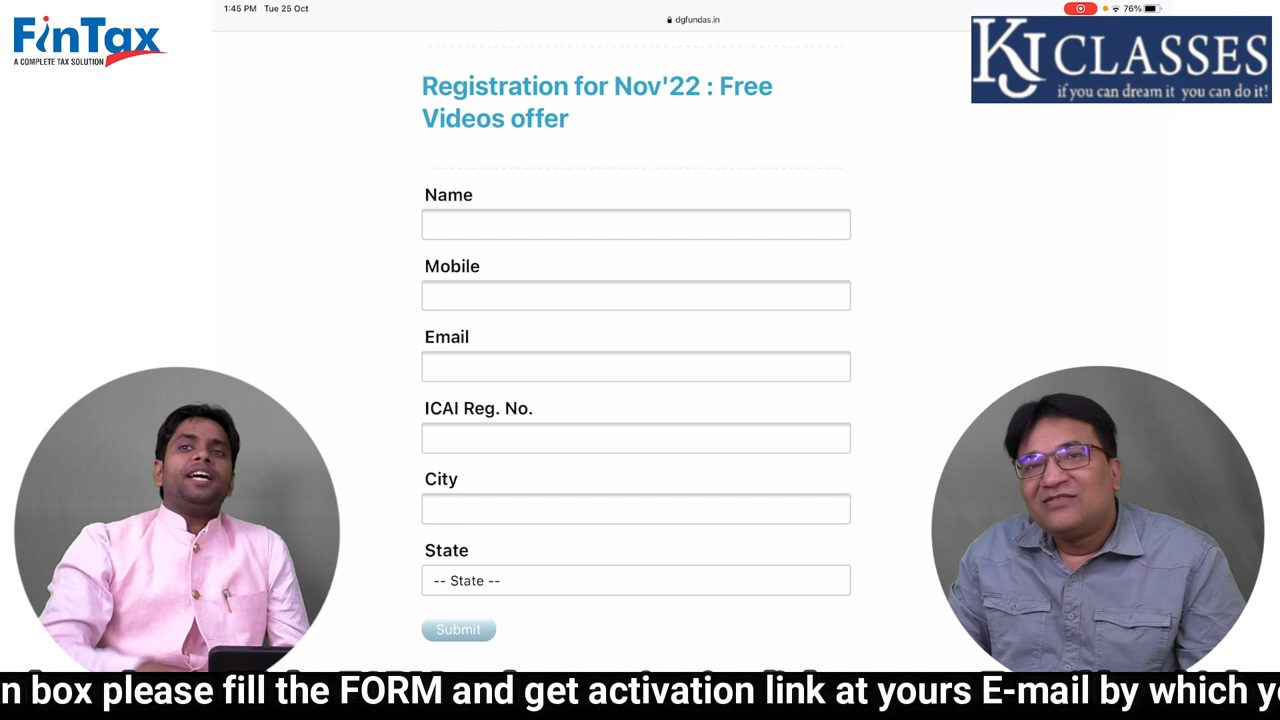 1:45 PM Tue 25 Oct
dgfundas.in
76%
FinTax
A COMPLETE TAX SOLUTION
KJ CLASSES
if you can dream it you can do it!
Registration for Nov'22 : Free
Videos offer
Name
Mobile
Email
ICAI Reg. No.
City
State
-- State --
Submit
n box please fill the FORM and get activation link at yours E-mail by which